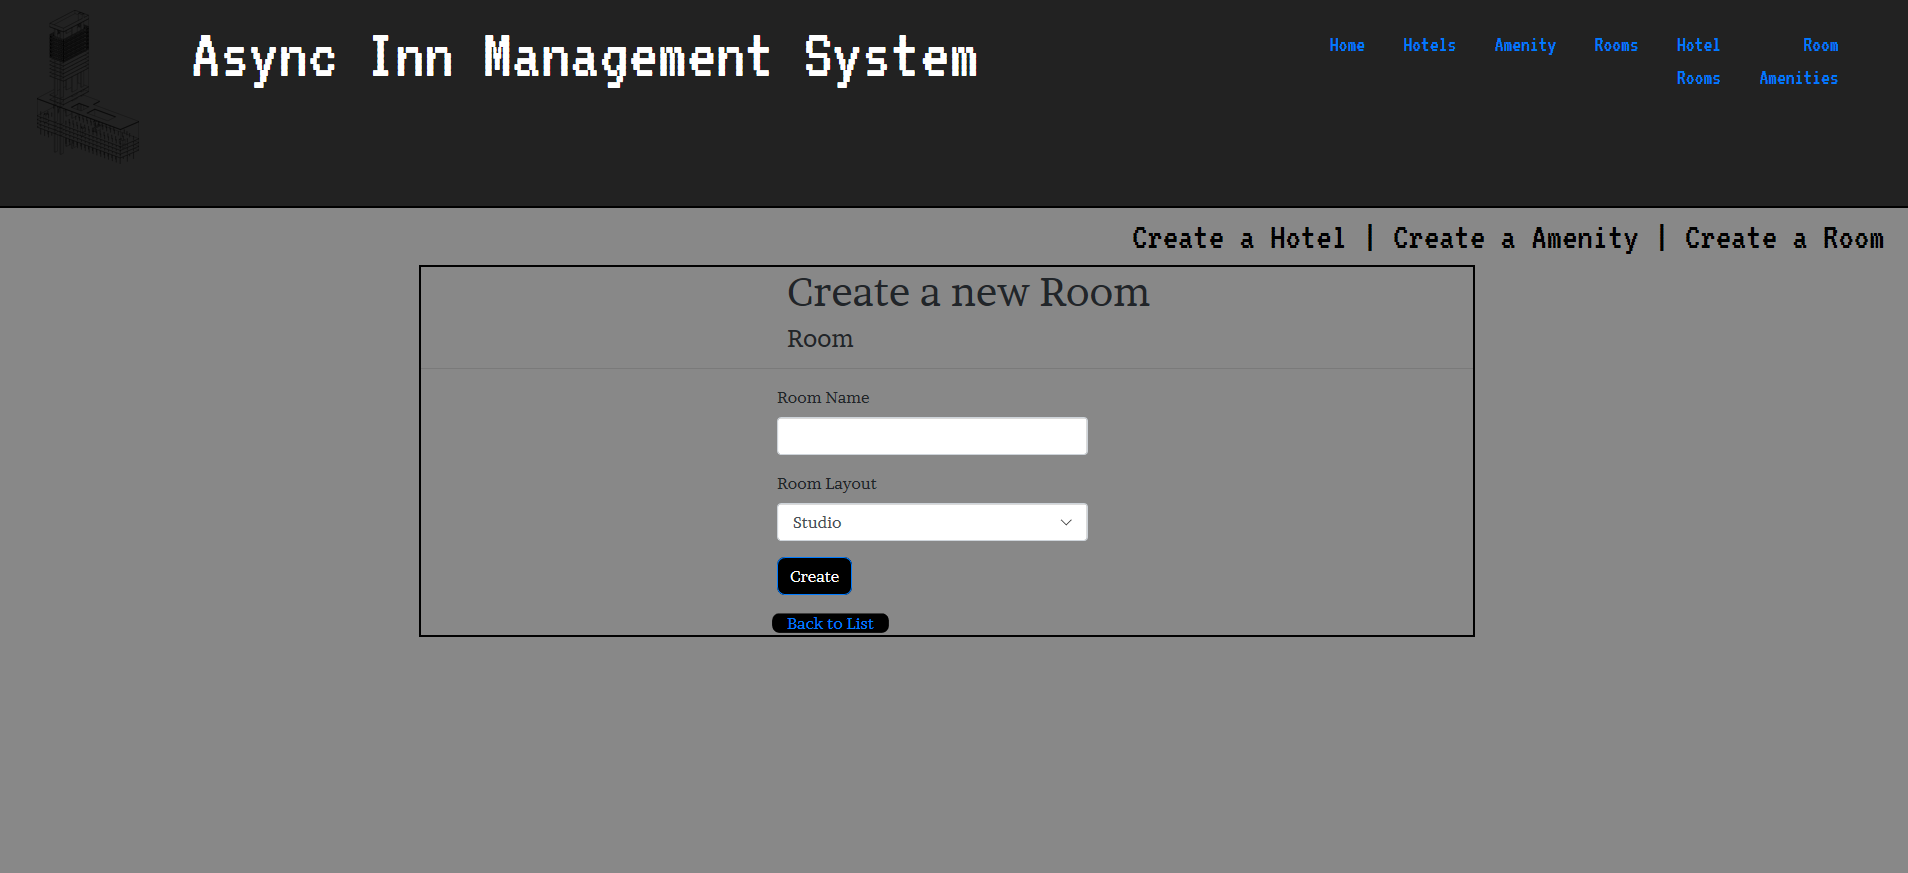 Async Inn Management System
Home Hotels Amenity Rooms Hotel Rooms Room Amenities
Create a Hotel | Create a Amenity | Create a Room
Create a new Room
Room
Room Name
Room Layout
Studio
Create
Back to List